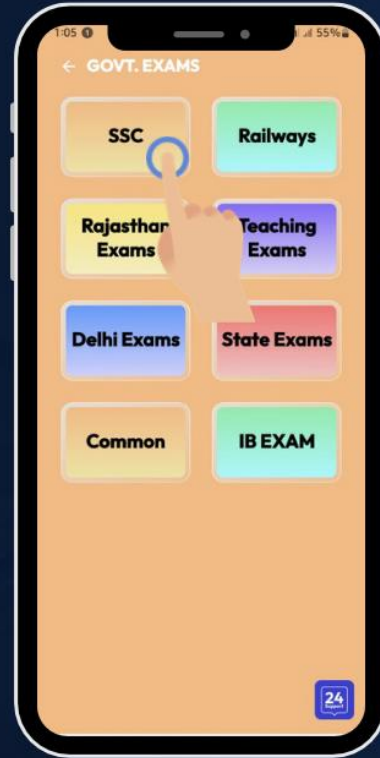 1:05
55%
← GOVT. EXAMS
SSC
Railways
Rajasthan
Exams
Teaching
Exams
Delhi Exams
State Exams
Common
IB EXAM
24
Support